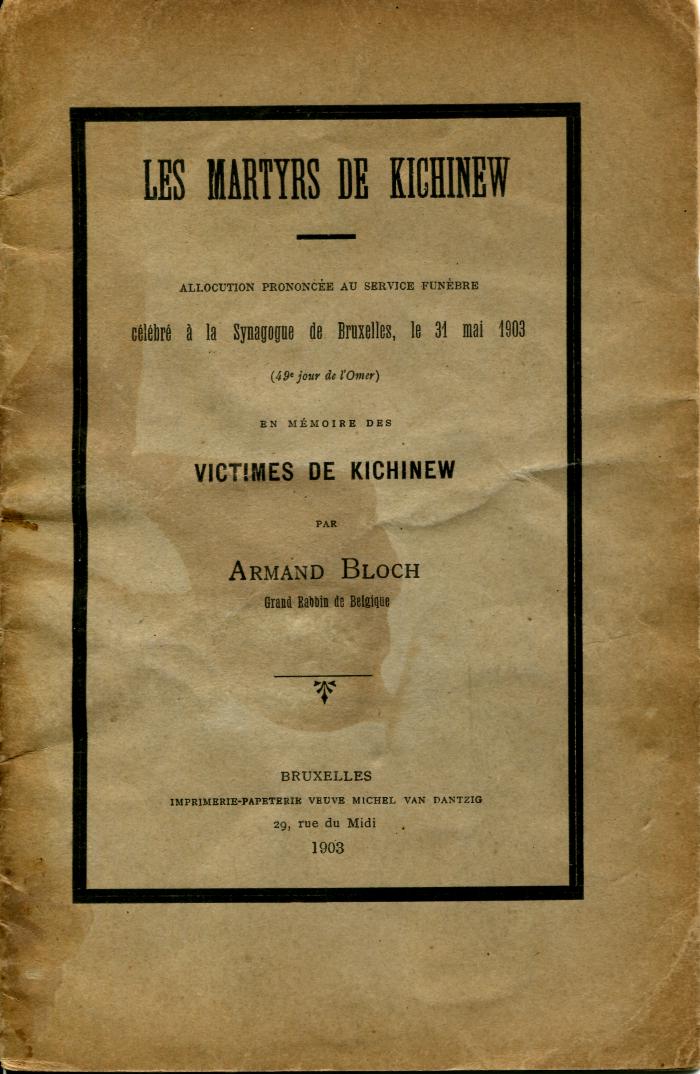 LES MARTYRS DE KICHINEW
ALLOCUTION PRONONCÉE AU SERVICE FUNÈBRE
célébré à la Synagogue de Bruxelles, le 31 mai 1903
(49e jour de l'Omer)
EN MÉMOIRE DES
VICTIMES DE KICHINEW
PAR
ARMAND BLOCH
Grand Rabbin de Belgique
BRUXELLES
IMPRIMERIE-PAPETERIE VEUVE MICHEL VAN DANTZIG
29, rue du Midi
1903